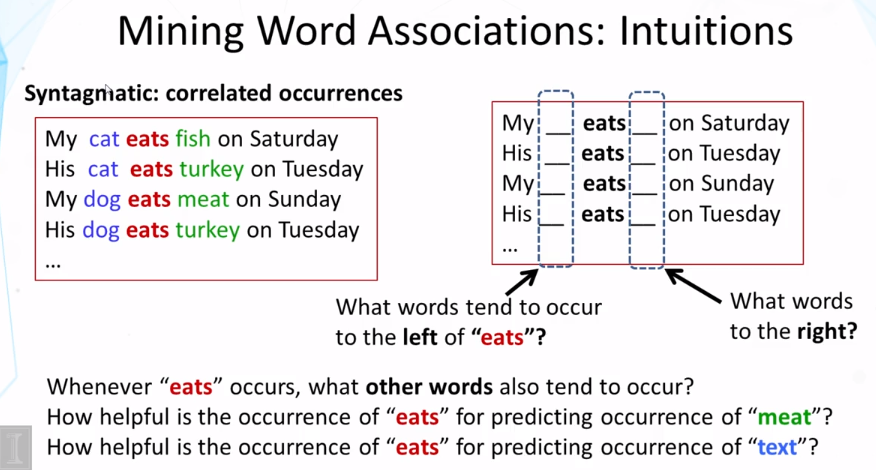 Mining Word Associations: Intuitions
Syntagmatic: correlated occurrences
My cat eats fish on Saturday
His cat eats turkey on Tuesday
My dog eats meat on Sunday
His dog eats turkey on Tuesday
...
My __ eats __ on Saturday
His __ eats __ on Tuesday
My __ eats __ on Sunday
His __ eats __ on Tuesday
...
What words tend to occur
to the left of “eats”?
What words
to the right?
Whenever “eats” occurs, what other words also tend to occur?
How helpful is the occurrence of “eats” for predicting occurrence of “meat”?
How helpful is the occurrence of “eats” for predicting occurrence of “text”?
I